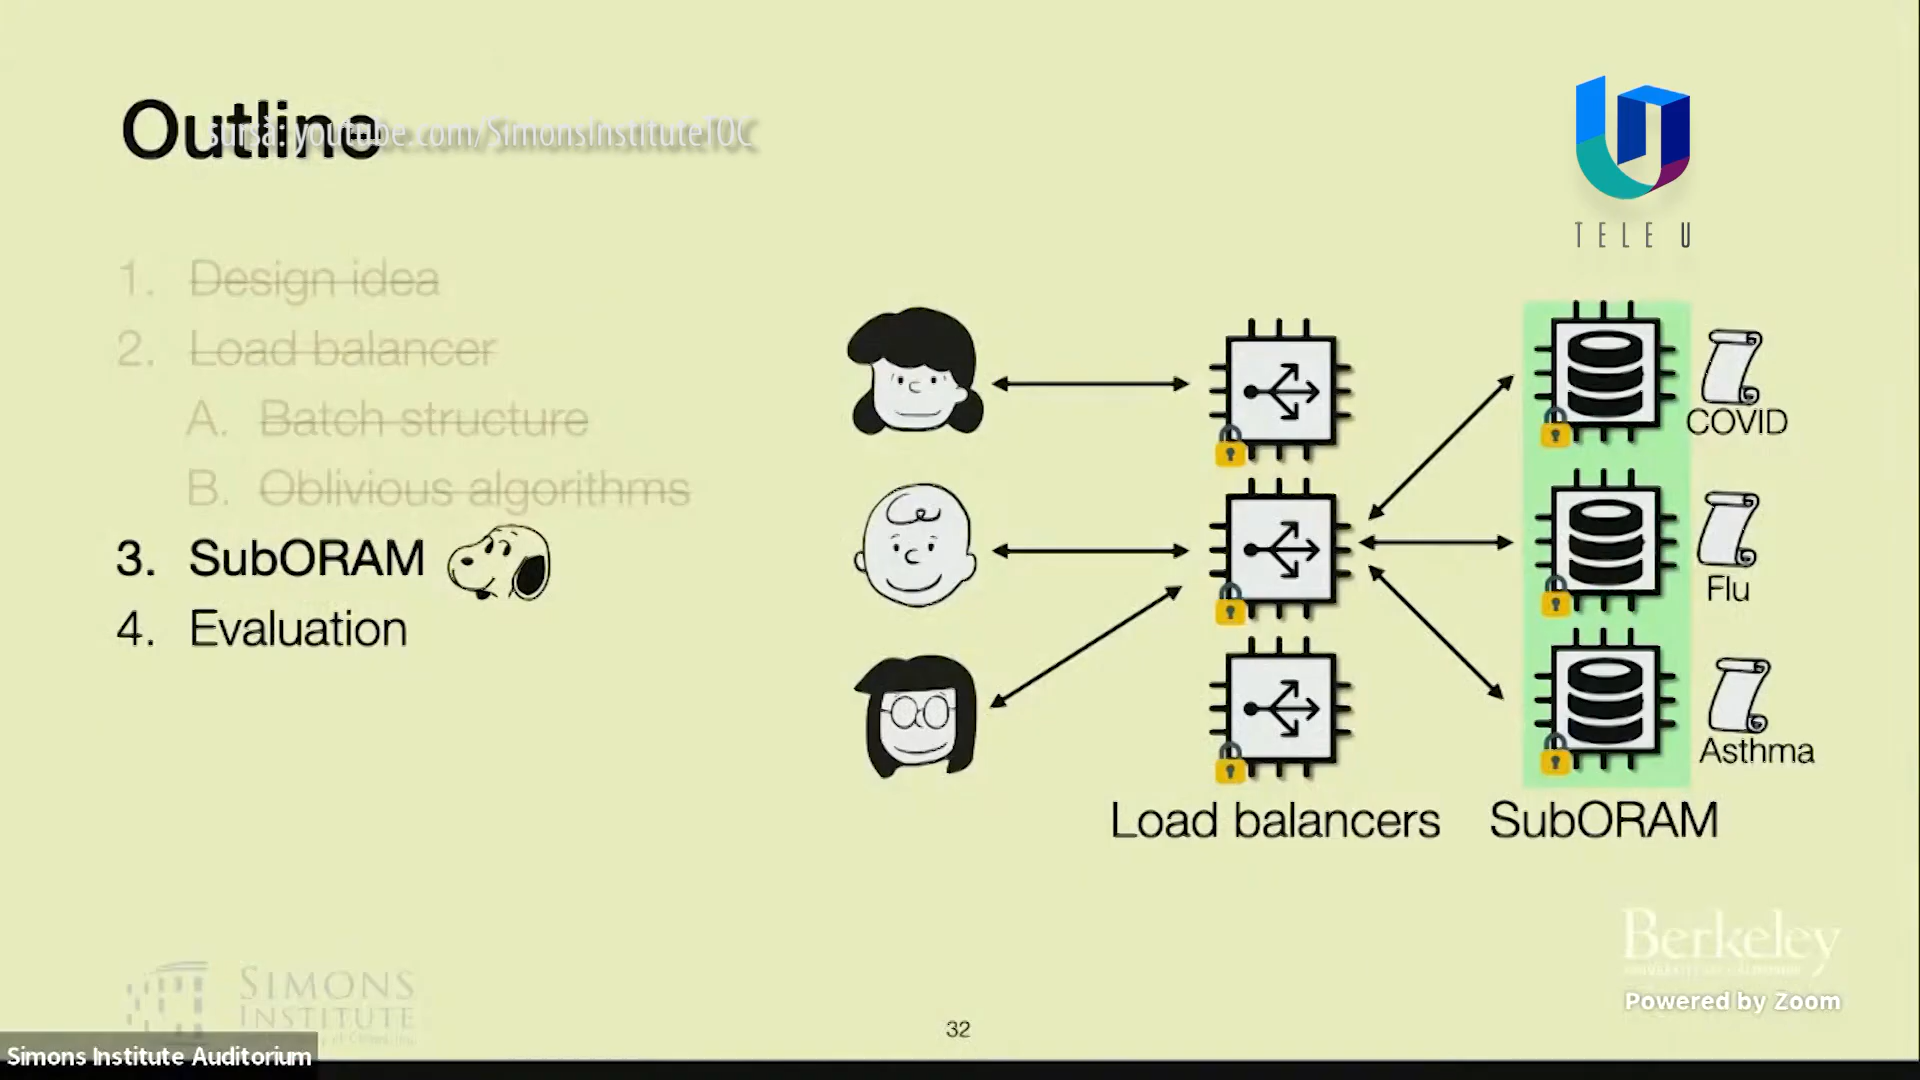 Outline
sursa: youtube.com/SimonsInstituteTOC
TELE U
1. Design idea
2. Load balancer
A. Batch structure
B. Oblivious algorithms
3. SubORAM
4. Evaluation
COVID
Flu
Asthma
Load balancers
SubORAM
Berkeley
Powered by Zoom
SIMONS
INSTITUTE
32
Simons Institute Auditorium